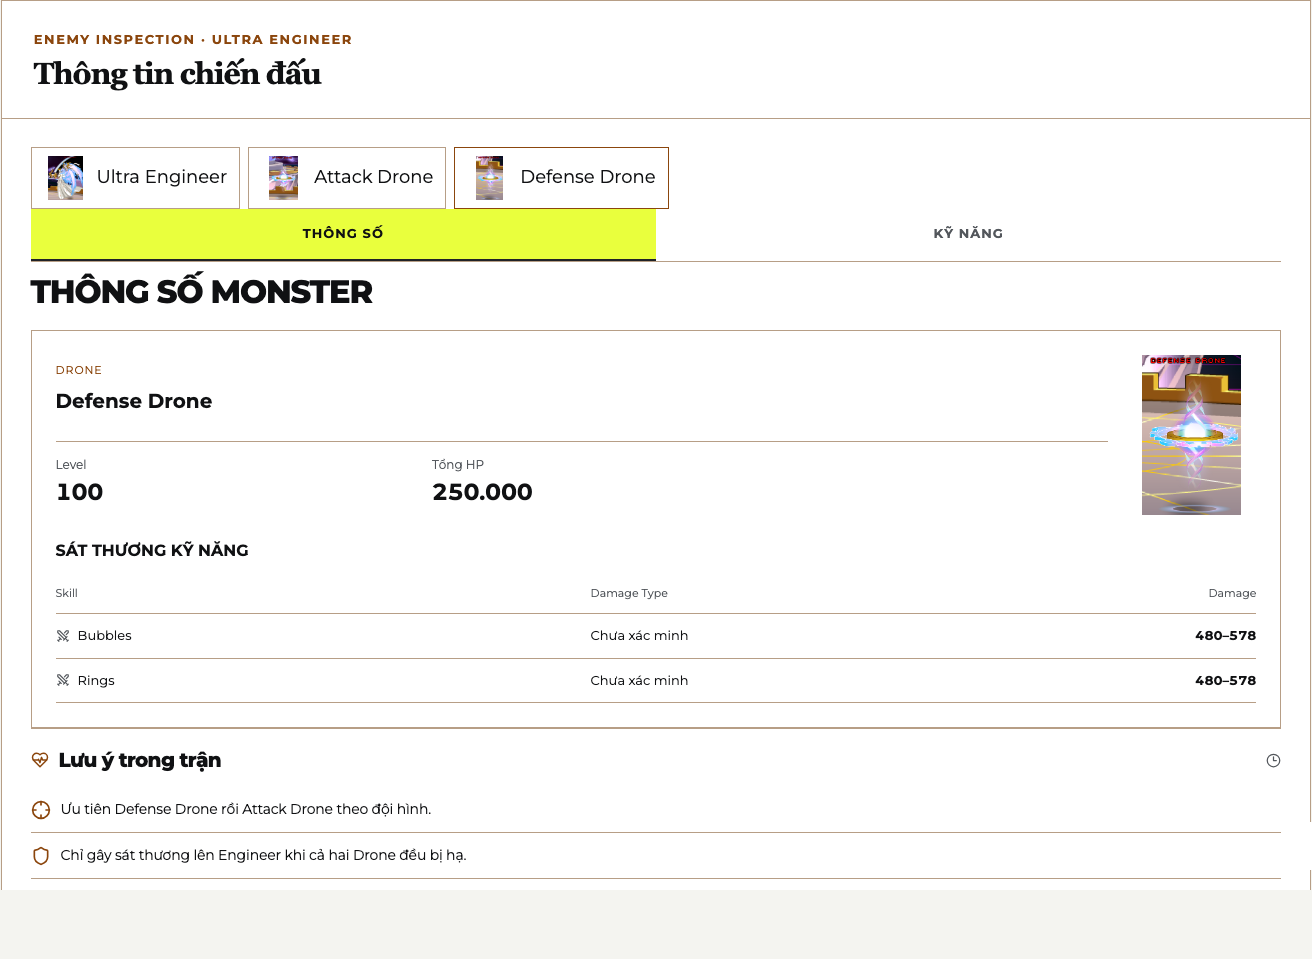 ENEMY INSPECTION · ULTRA ENGINEER
Thông tin chiến đấu
Ultra Engineer
Attack Drone
Defense Drone
THÔNG SỐ
KỸ NĂNG
THÔNG SỐ MONSTER
DRONE
Defense Drone
DEFENSE DRONE
Level
Tổng HP
100
250.000
SÁT THƯƠNG KỸ NĂNG
Skill
Damage Type
Damage
Bubbles
Chưa xác minh
480–578
Rings
Chưa xác minh
480–578
Lưu ý trong trận
Ưu tiên Defense Drone rồi Attack Drone theo đội hình.
Chỉ gây sát thương lên Engineer khi cả hai Drone đều bị hạ.